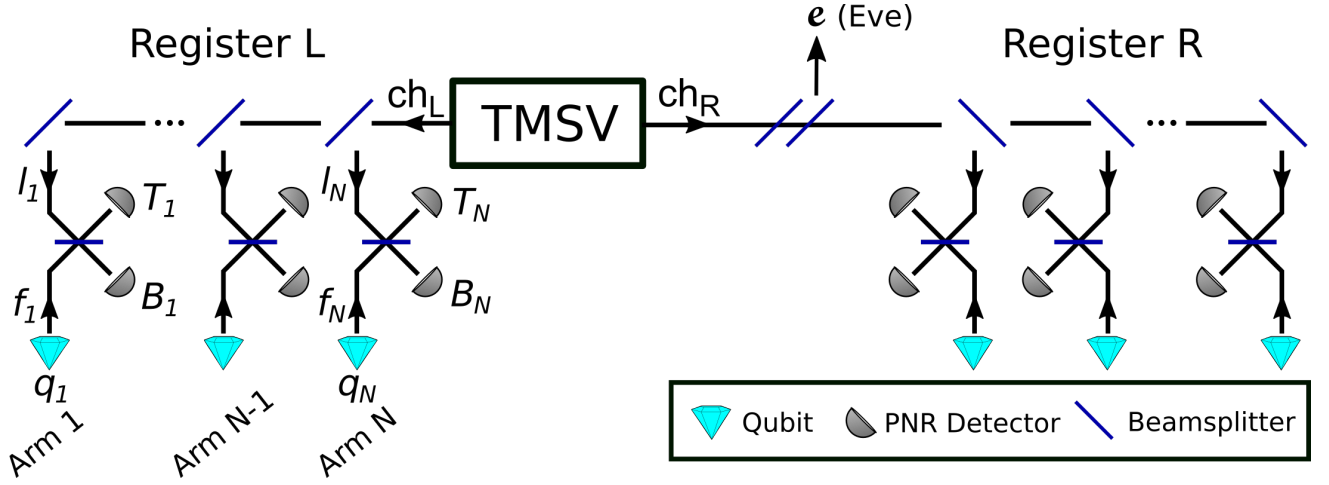 e (Eve)
Register L
Register R
ch_L
TMSV
ch_R
...
...
l_1
T_1
l_N
T_N
f_1
B_1
f_N
B_N
q_1
q_N
Arm 1
Arm N-1
Arm N
Qubit
PNR Detector
Beamsplitter